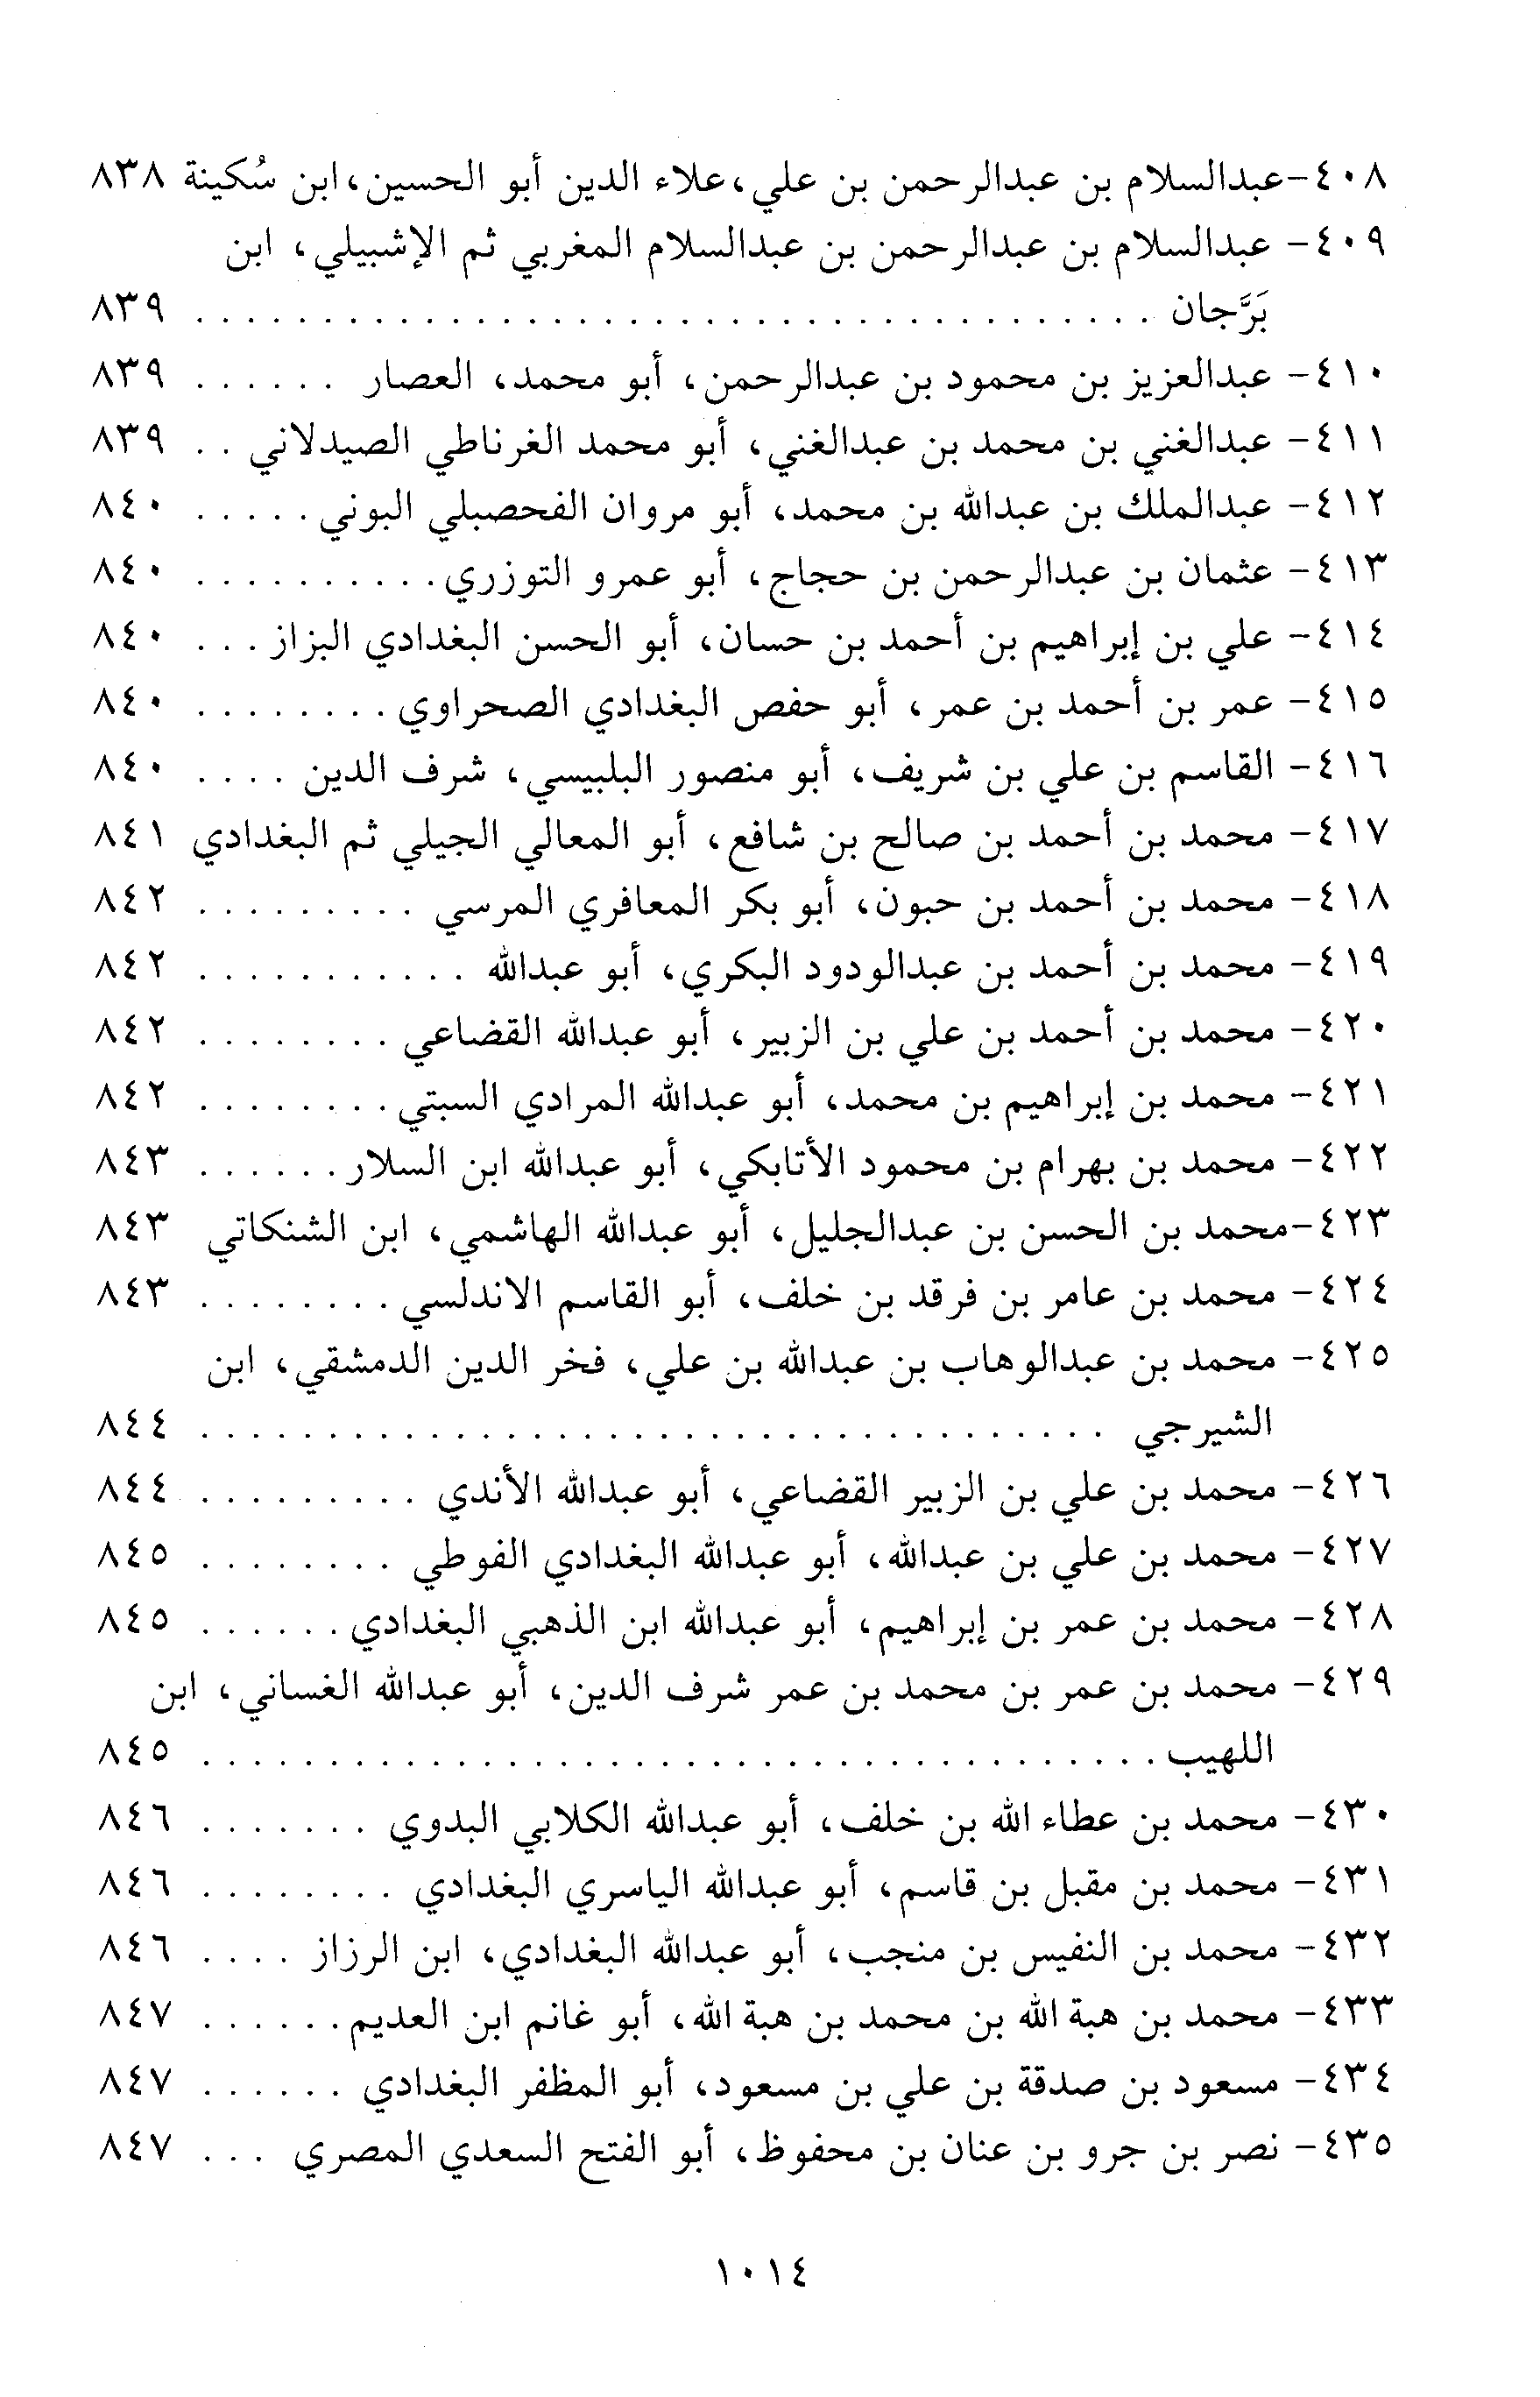 ٤٠٨-عبدالسلام بن عبدالرحمن بن علي،علاء الدين أبو الحسين،ابن سُكينة ٨٣٨
٤٠٩- عبدالسلام بن عبدالرحمن بن عبدالسلام المغربي ثم الإشبيلي، ابن
بَرَّجان . . . . . . . . . . . . . . . . . . . . . . . . . . . . . . . . . . . . . . ٨٣٩
٤١٠- عبدالعزيز بن محمود بن عبدالرحمن، أبو محمد، العصار . . . . . . ٨٣٩
٤١١- عبدالغني بن محمد بن عبدالغني، أبو محمد الغرناطي الصيدلاني . . ٨٣٩
٤١٢- عبدالملك بن عبدالله بن محمد، أبو مروان الفحصبلي البوني . . . . . ٨٤٠
٤١٣- عثمان بن عبدالرحمن بن حجاج، أبو عمرو التوزري . . . . . . . . . . ٨٤٠
٤١٤- علي بن إبراهيم بن أحمد بن حسان، أبو الحسن البغدادي البزاز . . . ٨٤٠
٤١٥- عمر بن أحمد بن عمر، أبو حفص البغدادي الصحراوي . . . . . . . . ٨٤٠
٤١٦- القاسم بن علي بن شريف، أبو منصور البلبيسي، شرف الدين . . . . ٨٤٠
٤١٧- محمد بن أحمد بن صالح بن شافع، أبو المعالي الجيلي ثم البغدادي ٨٤١
٤١٨- محمد بن أحمد بن حبون، أبو بكر المعافري المرسي . . . . . . . . . ٨٤٢
٤١٩- محمد بن أحمد بن عبدالودود البكري، أبو عبدالله . . . . . . . . . . . ٨٤٢
٤٢٠- محمد بن أحمد بن علي بن الزبير، أبو عبدالله القضاعي . . . . . . . . ٨٤٢
٤٢١- محمد بن إبراهيم بن محمد، أبو عبدالله المرادي السبتي . . . . . . . . ٨٤٢
٤٢٢- محمد بن بهرام بن محمود الأتابكي، أبو عبدالله ابن السلار . . . . . . ٨٤٣
٤٢٣-محمد بن الحسن بن عبدالجليل، أبو عبدالله الهاشمي، ابن الشنكاتي ٨٤٣
٤٢٤- محمد بن عامر بن فرقد بن خلف، أبو القاسم الاندلسي . . . . . . . . ٨٤٣
٤٢٥- محمد بن عبدالوهاب بن عبدالله بن علي، فخر الدين الدمشقي، ابن
الشيرجي . . . . . . . . . . . . . . . . . . . . . . . . . . . . . . . . . . . . ٨٤٤
٤٢٦- محمد بن علي بن الزبير القضاعي، أبو عبدالله الأندي . . . . . . . . . ٨٤٤
٤٢٧- محمد بن علي بن عبدالله، أبو عبدالله البغدادي الفوطي . . . . . . . . ٨٤٥
٤٢٨- محمد بن عمر بن إبراهيم، أبو عبدالله ابن الذهبي البغدادي . . . . . . ٨٤٥
٤٢٩- محمد بن عمر بن محمد بن عمر شرف الدين، أبو عبدالله الغساني، ابن
اللهيب . . . . . . . . . . . . . . . . . . . . . . . . . . . . . . . . . . . . . . ٨٤٥
٤٣٠- محمد بن عطاء الله بن خلف، أبو عبدالله الكلابي البدوي . . . . . . . ٨٤٦
٤٣١- محمد بن مقبل بن قاسم، أبو عبدالله الياسري البغدادي . . . . . . . . ٨٤٦
٤٣٢- محمد بن النفيس بن منجب، أبو عبدالله البغدادي، ابن الرزاز . . . . ٨٤٦
٤٣٣- محمد بن هبة الله بن محمد بن هبة الله، أبو غانم ابن العديم . . . . . . ٨٤٧
٤٣٤- مسعود بن صدقة بن علي بن مسعود، أبو المظفر البغدادي . . . . . . ٨٤٧
٤٣٥- نصر بن جرو بن عنان بن محفوظ، أبو الفتح السعدي المصري . . . ٨٤٧
١٠١٤